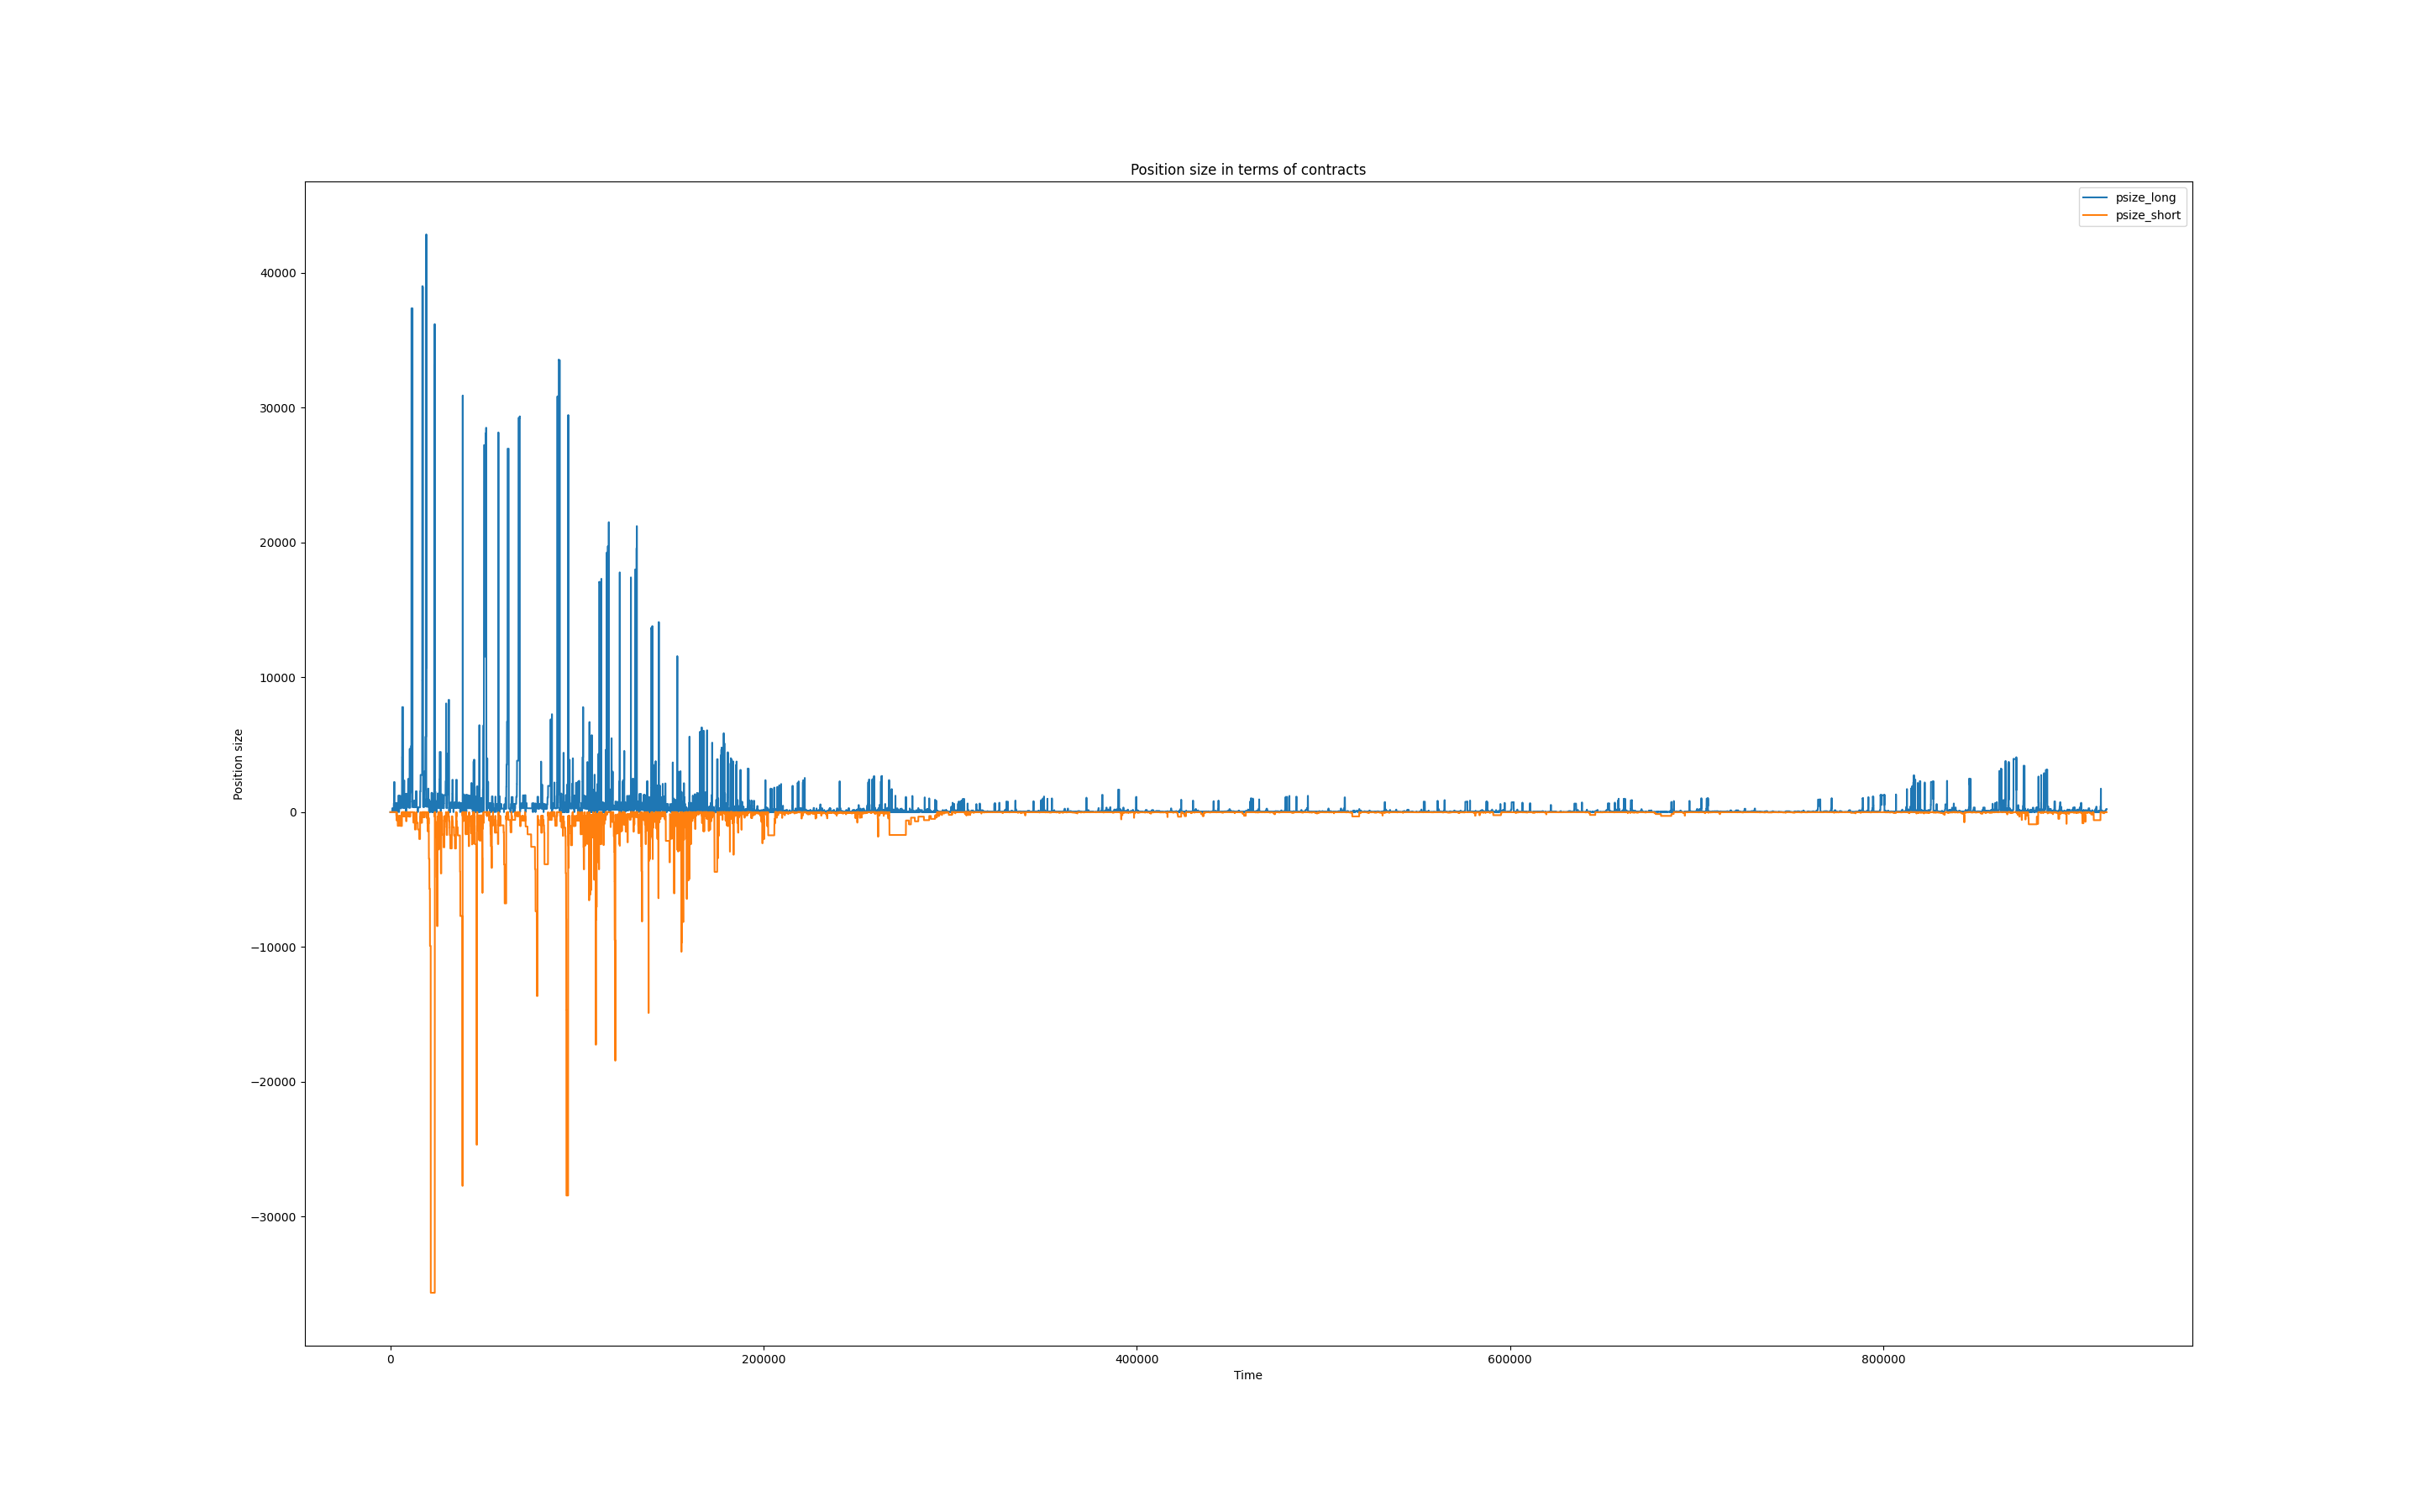 Position size in terms of contracts
psize_long
psize_short
40000
30000
20000
10000
0
−10000
−20000
−30000
Position size
0
200000
400000
600000
800000
Time